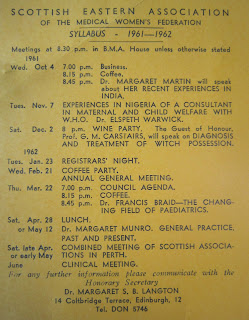 SCOTTISH EASTERN ASSOCIATION
OF THE MEDICAL WOMEN'S FEDERATION
SYLLABUS - 1961—1962
Meetings at 8.30 p.m. in B.M.A. House unless otherwise stated
1961
Wed. Oct 4 7.00 p.m. Business.
8.15 p.m. Coffee.
8.45 p.m. Dr. MARGARET MARTIN will speak
about HER RECENT EXPERIENCES IN
INDIA.
Tues. Nov. 7 EXPERIENCES IN NIGERIA OF A CONSULTANT
IN MATERNAL AND CHILD WELFARE WITH
W.H.O. Dr. ELSPETH WARWICK.
Sat. Dec. 2 8 p.m. WINE PARTY. The Guest of Honour,
Prof. G. M. CARSTAIRS, will speak on DIAGNOSIS
AND TREATMENT OF WITCH POSSESSION.
1962
Tues. Jan. 23 REGISTRARS' NIGHT.
Wed. Feb. 21 COFFEE PARTY.
ANNUAL GENERAL MEETING.
Thu. Mar. 22 7.00 p.m. COUNCIL AGENDA.
8.15 p.m. COFFEE.
8.45 p.m. Dr. FRANCIS BRAID—THE CHANG-
ING FIELD OF PAEDIATRICS.
Sat. Apr. 28 LUNCH.
or May 12 Dr. MARGARET MUNRO. GENERAL PRACTICE,
PAST AND PRESENT.
Sat. late Apr. COMBINED MEETING OF SCOTTISH ASSOCIA-
or early May TIONS IN PERTH.
June CLINICAL MEETING.
For any further information please communicate with the
Honorary Secretary
Dr. MARGARET S. B. LANGTON
14 Coltbridge Terrace, Edinburgh, 12
Tel. DON 5746